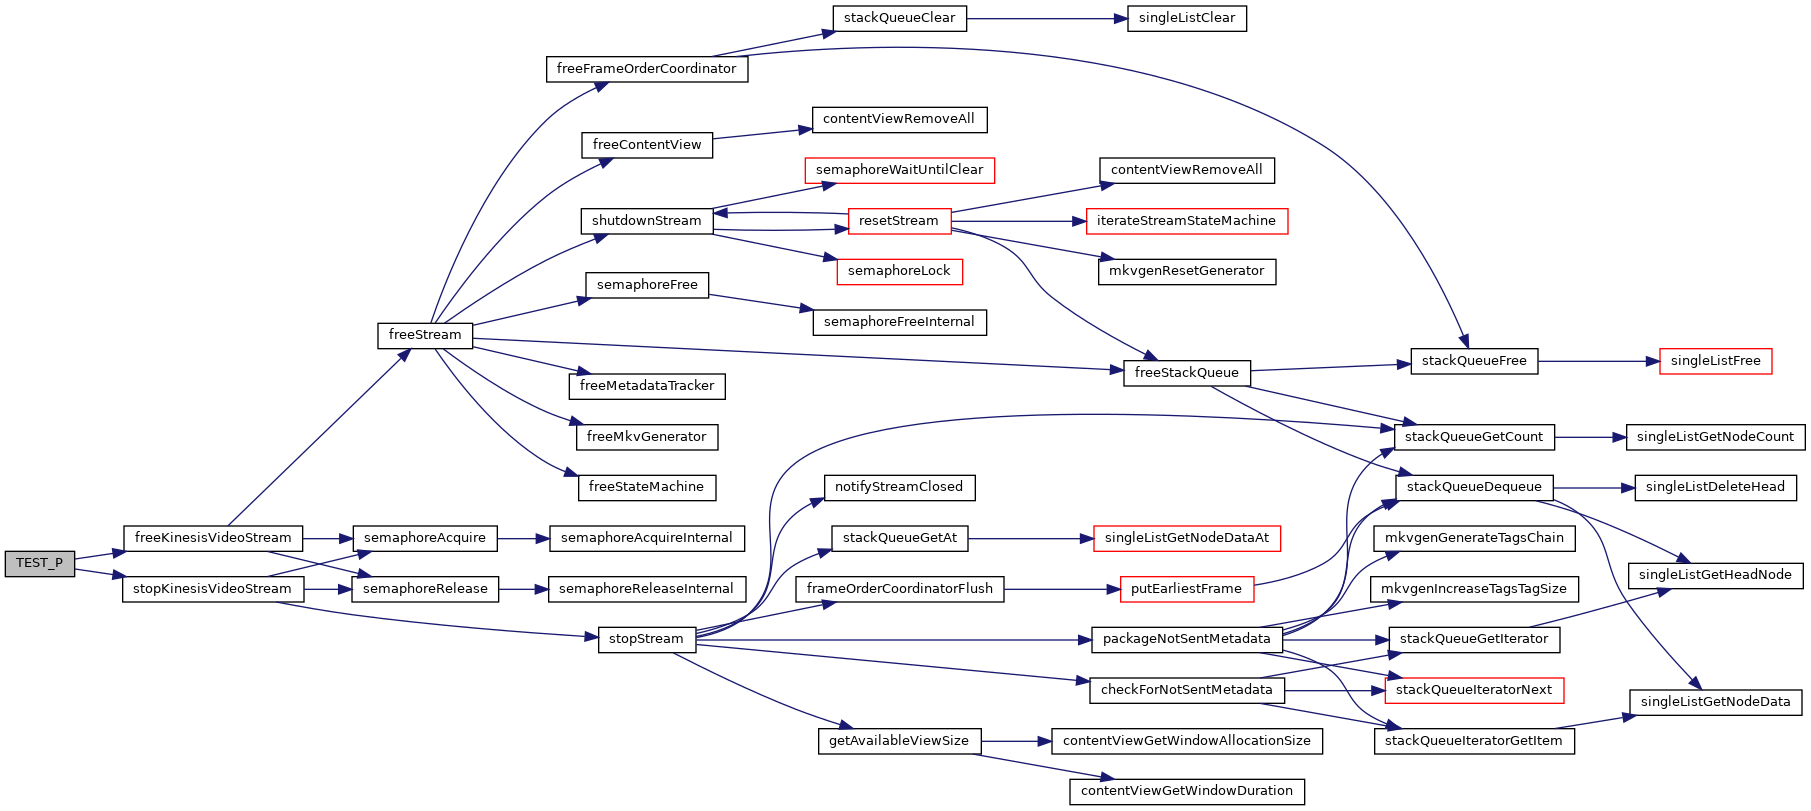 stackQueueClear
singleListClear
freeFrameOrderCoordinator
contentViewRemoveAll
freeContentView
semaphoreWaitUntilClear
contentViewRemoveAll
shutdownStream
resetStream
iterateStreamStateMachine
semaphoreLock
mkvgenResetGenerator
semaphoreFree
semaphoreFreeInternal
freeStream
stackQueueFree
singleListFree
freeStackQueue
freeMetadataTracker
freeMkvGenerator
stackQueueGetCount
singleListGetNodeCount
freeStateMachine
notifyStreamClosed
stackQueueDequeue
singleListDeleteHead
freeKinesisVideoStream
semaphoreAcquire
semaphoreAcquireInternal
stackQueueGetAt
singleListGetNodeDataAt
mkvgenGenerateTagsChain
TEST_P
singleListGetHeadNode
stopKinesisVideoStream
semaphoreRelease
semaphoreReleaseInternal
frameOrderCoordinatorFlush
putEarliestFrame
mkvgenIncreaseTagsTagSize
stopStream
packageNotSentMetadata
stackQueueGetIterator
checkForNotSentMetadata
stackQueueIteratorNext
singleListGetNodeData
getAvailableViewSize
contentViewGetWindowAllocationSize
stackQueueIteratorGetItem
contentViewGetWindowDuration